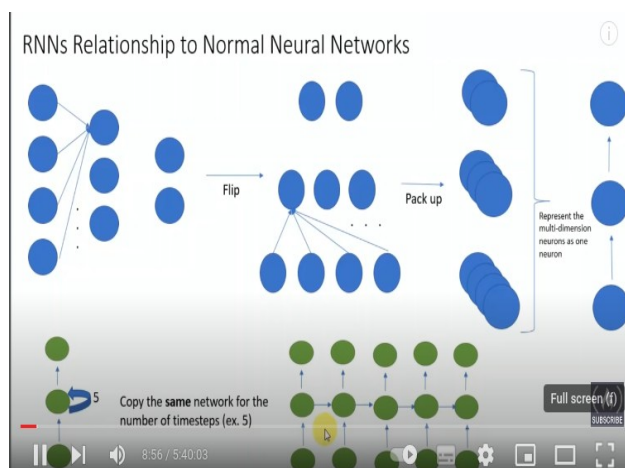 RNNs Relationship to Normal Neural Networks
i
Flip
Pack up
Represent the
multi-dimension
neurons as one
neuron
5
Copy the same network for the
number of timesteps (ex. 5)
Full screen (f)
SUBSCRIBE
8:56 / 5:40:03